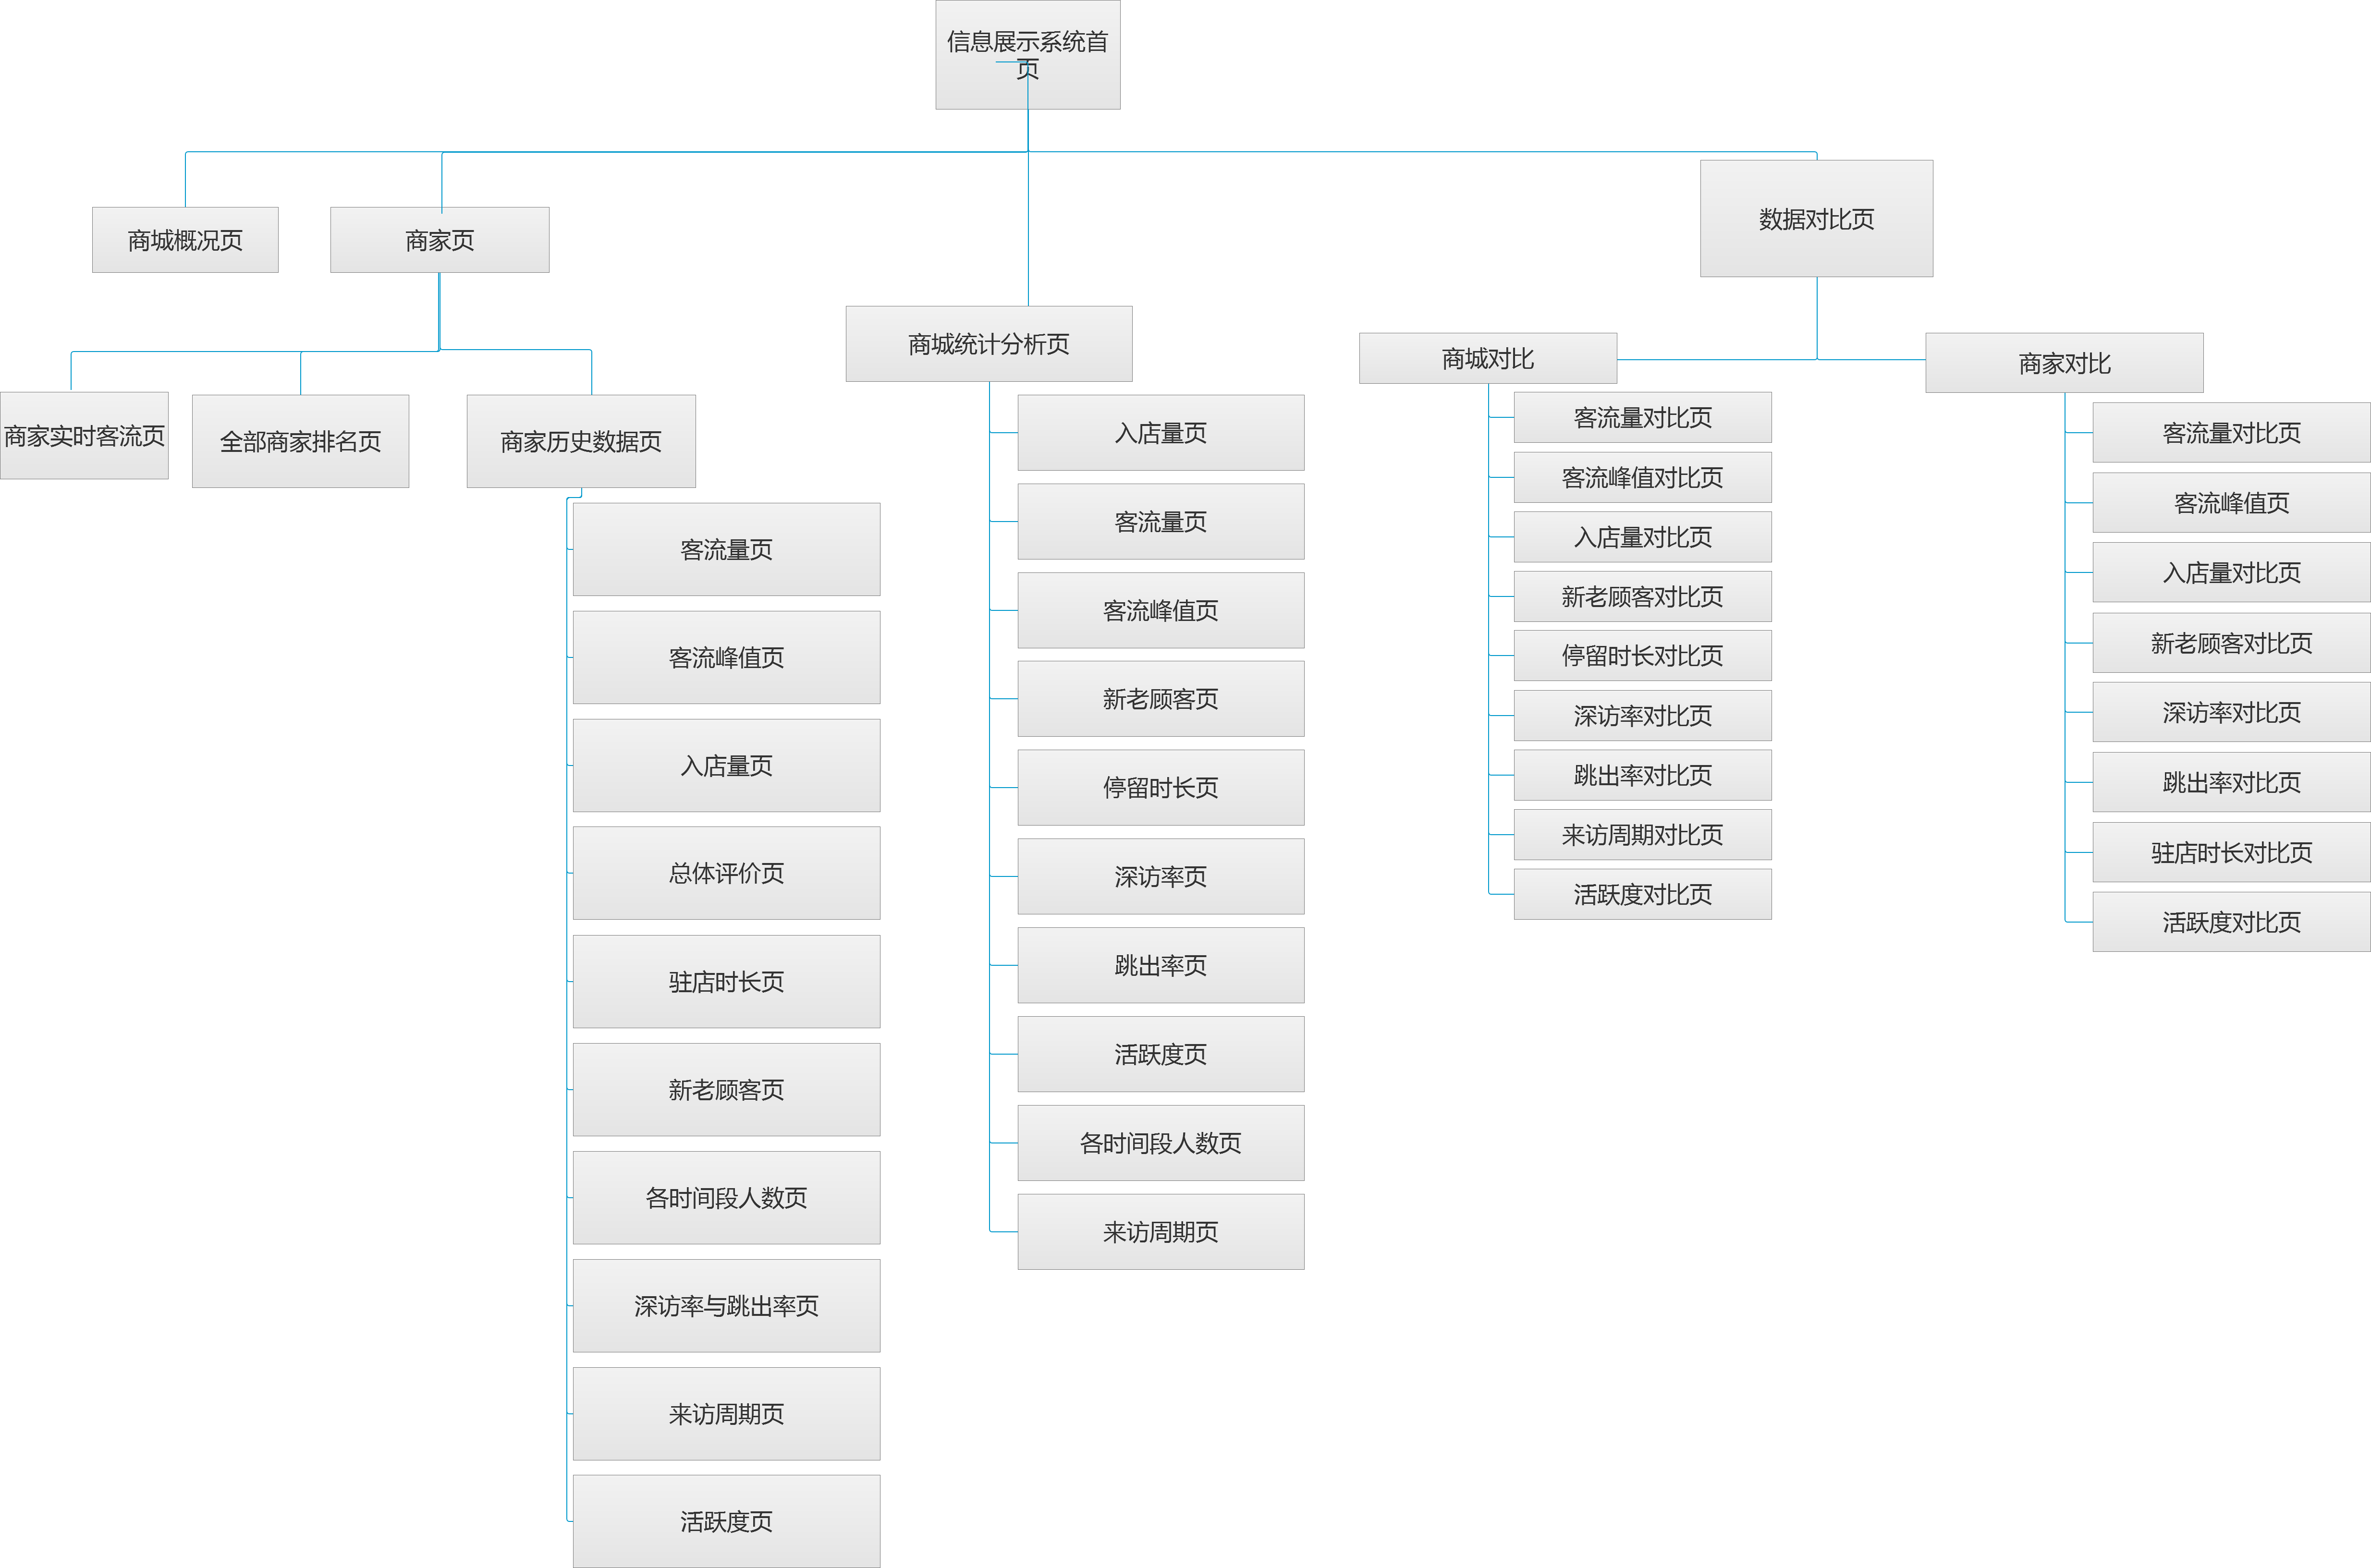 信息展示系统首
页
商城概况页
商家页
数据对比页
商城统计分析页
商城对比
商家对比
商家实时客流页
全部商家排名页
商家历史数据页
客流量页
客流峰值页
入店量页
总体评价页
驻店时长页
新老顾客页
各时间段人数页
深访率与跳出率页
来访周期页
活跃度页
入店量页
客流量页
客流峰值页
新老顾客页
停留时长页
深访率页
跳出率页
活跃度页
各时间段人数页
来访周期页
客流量对比页
客流峰值对比页
入店量对比页
新老顾客对比页
停留时长对比页
深访率对比页
跳出率对比页
来访周期对比页
活跃度对比页
客流量对比页
客流峰值页
入店量对比页
新老顾客对比页
深访率对比页
跳出率对比页
驻店时长对比页
活跃度对比页